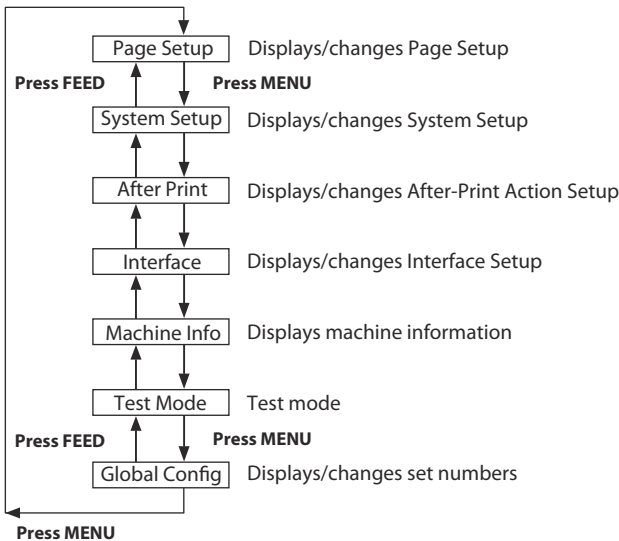 Page Setup Displays/changes Page Setup
Press FEED Press MENU
System Setup Displays/changes System Setup
After Print Displays/changes After-Print Action Setup
Interface Displays/changes Interface Setup
Machine Info Displays machine information
Test Mode Test mode
Press FEED Press MENU
Global Config Displays/changes set numbers
Press MENU